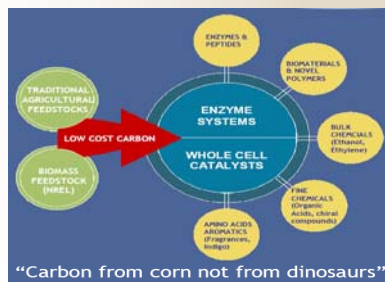 ENZYMES &
PEPTIDES
BIOMATERIALS
& NOVEL
POLYMERS
TRADITIONAL
AGRICULTURAL
FEEDSTOCKS
ENZYME
SYSTEMS
LOW COST CARBON
BULK
CHEMCIALS
(Ethanol,
Ethylene)
WHOLE CELL
CATALYSTS
BIOMASS
FEEDSTOCK
(NREL)
FINE
CHEMICALS
(Organic
Acids, chiral
compounds)
AMINO ACIDS
AROMATICS
(Fragrances,
Indigo)
“Carbon from corn not from dinosaurs”